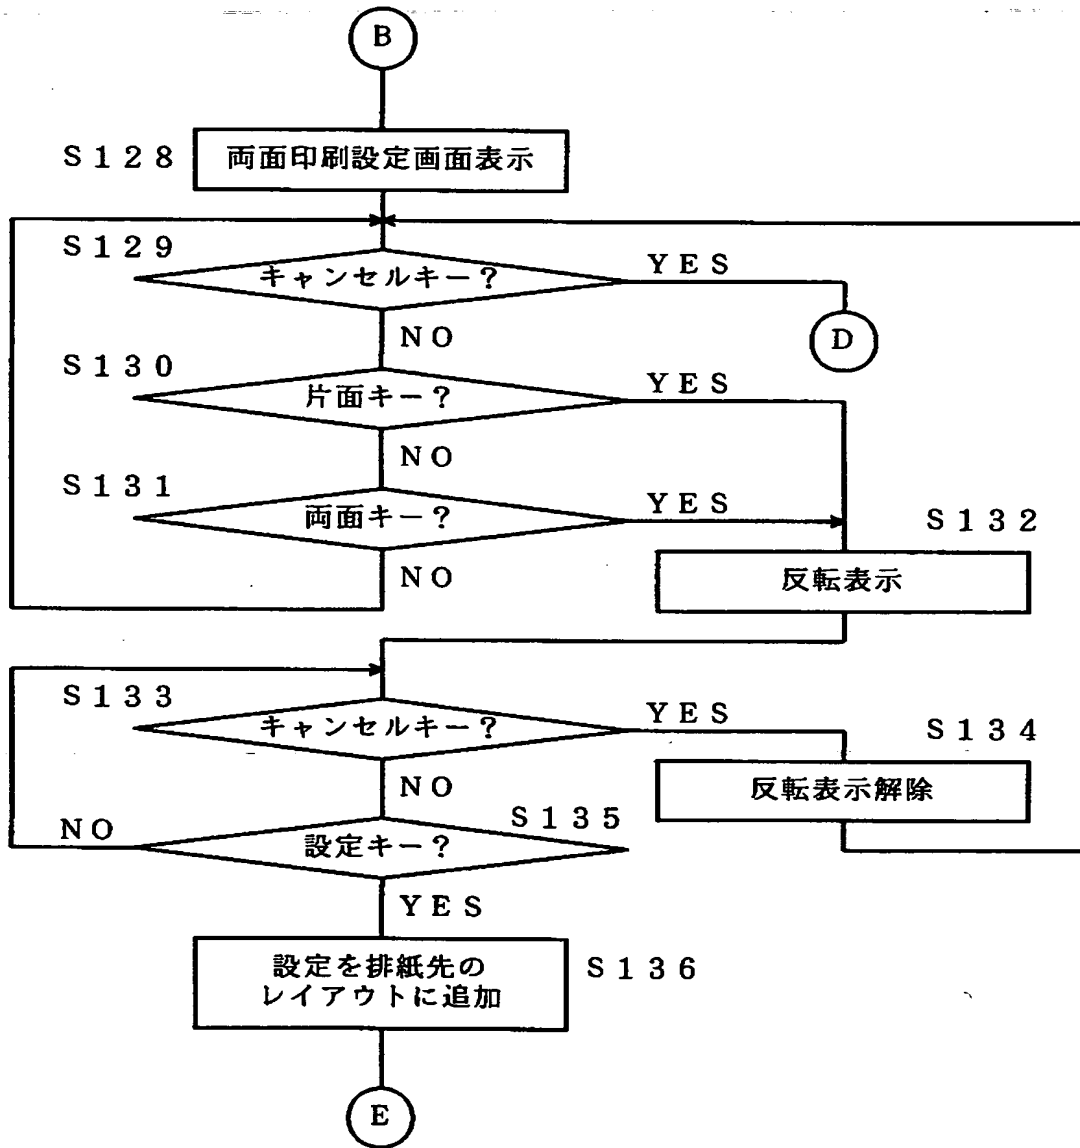 B
S128
両面印刷設定画面表示
S129
キャンセルキー?
YES
D
NO
S130
片面キー?
YES
NO
S131
両面キー?
YES
S132
反転表示
NO
S133
キャンセルキー?
YES
S134
反転表示解除
NO
S135
設定キー?
NO
YES
設定を排紙先の
レイアウトに追加
S136
E